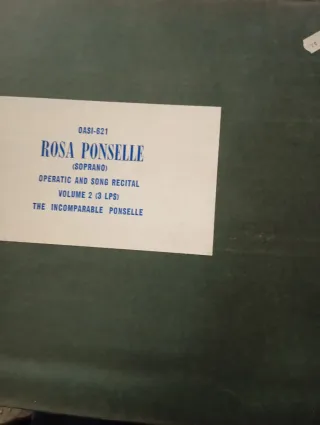 OASI-621
ROSA PONSELLE
(SOPRANO)
OPERATIC AND SONG RECITAL
VOLUME 2 (3 LPS)
THE INCOMPARABLE PONSELLE